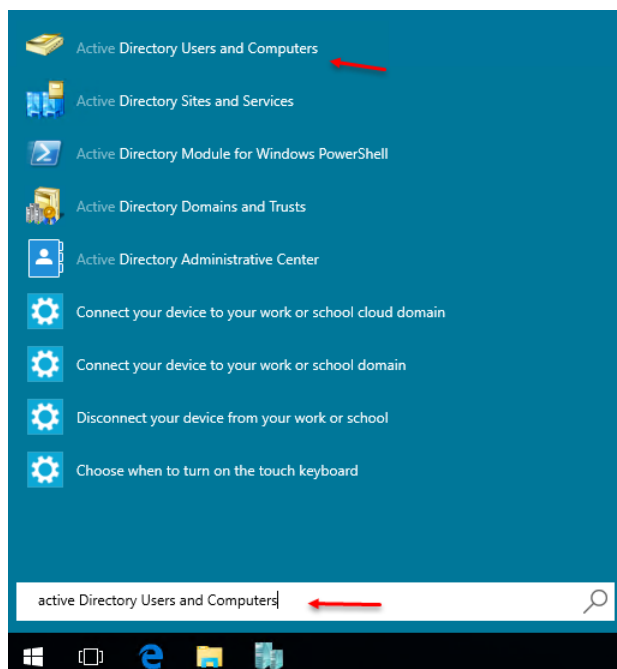 Active Directory Users and Computers
Active Directory Sites and Services
Active Directory Module for Windows PowerShell
Active Directory Domains and Trusts
Active Directory Administrative Center
Connect your device to your work or school cloud domain
Connect your device to your work or school domain
Disconnect your device from your work or school
Choose when to turn on the touch keyboard
active Directory Users and Computers